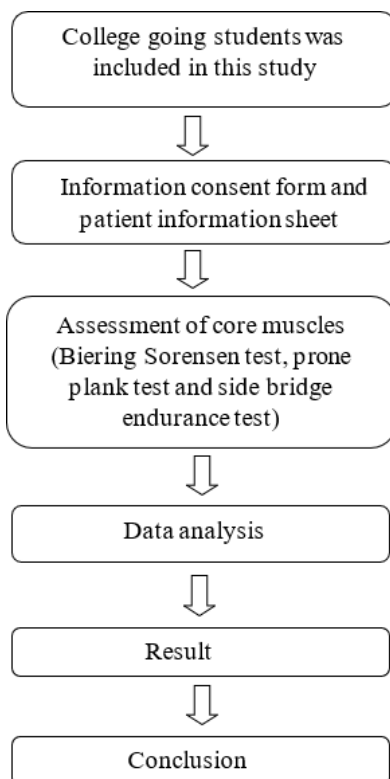 College going students was
included in this study
Information consent form and
patient information sheet
Assessment of core muscles
(Biering Sorensen test, prone
plank test and side bridge
endurance test)
Data analysis
Result
Conclusion